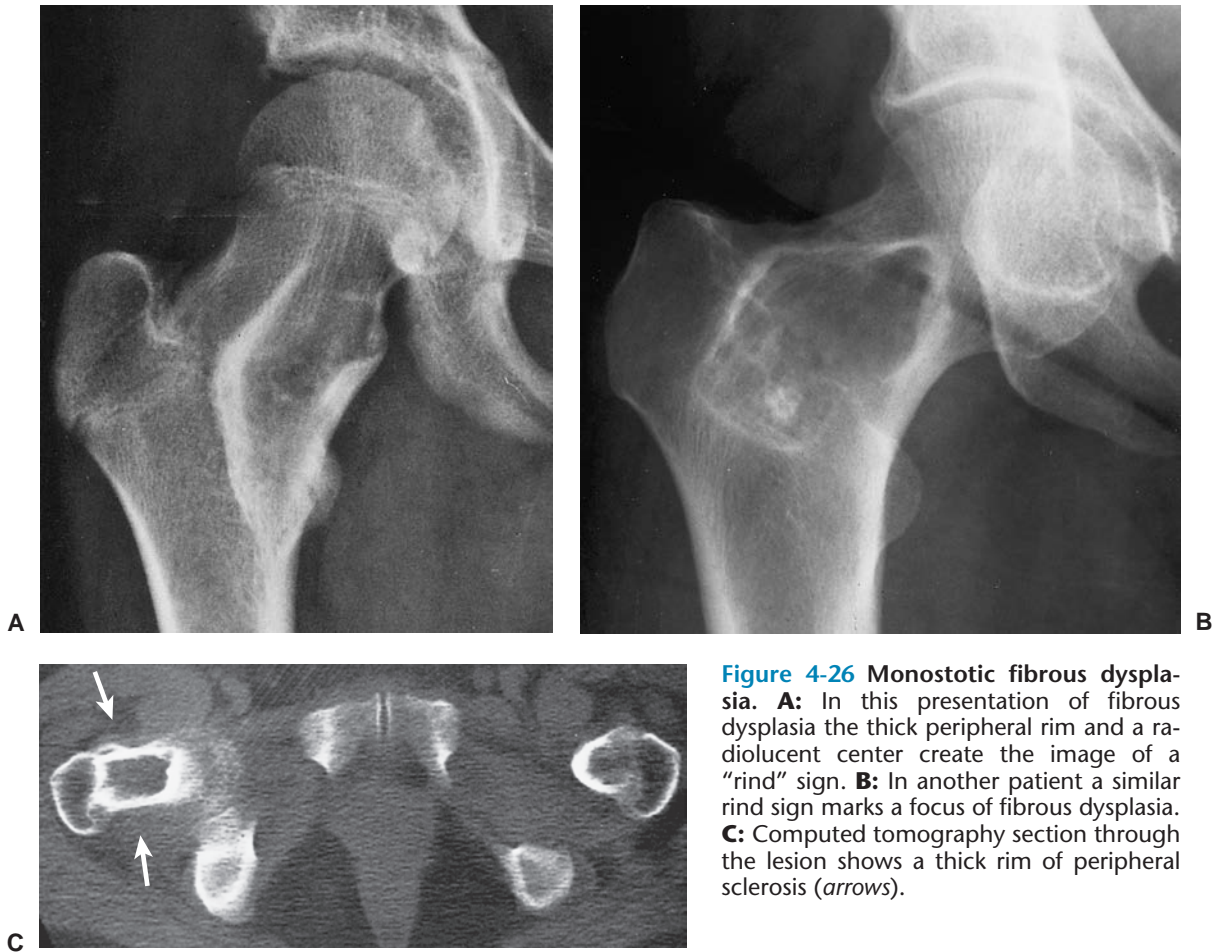 A
B
C
Figure 4-26 Monostotic fibrous dyspla-
sia. A: In this presentation of fibrous
dysplasia the thick peripheral rim and a ra-
diolucent center create the image of a
“rind” sign. B: In another patient a similar
rind sign marks a focus of fibrous dysplasia.
C: Computed tomography section through
the lesion shows a thick rim of peripheral
sclerosis (arrows).